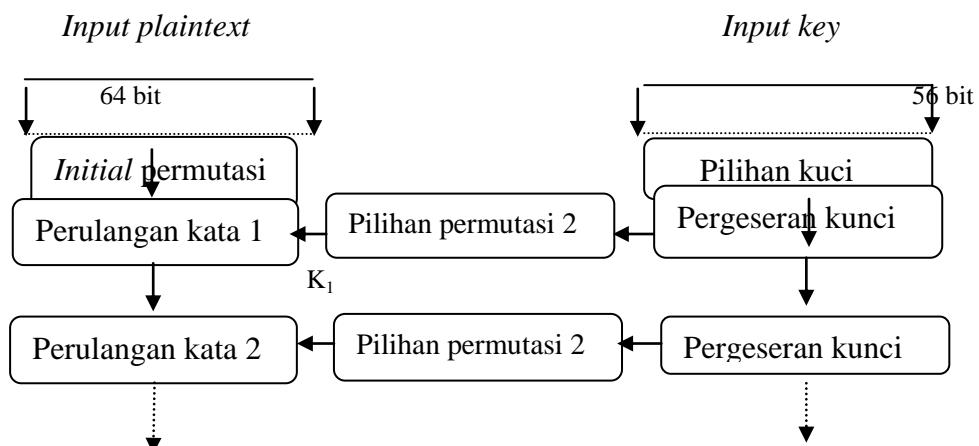 Input plaintext
Input key
64 bit
56 bit
Initial permutasi
Pilihan kuci
Perulangan kata 1
Pilihan permutasi 2
Pergeseran kunci
K₁
Perulangan kata 2
Pilihan permutasi 2
Pergeseran kunci